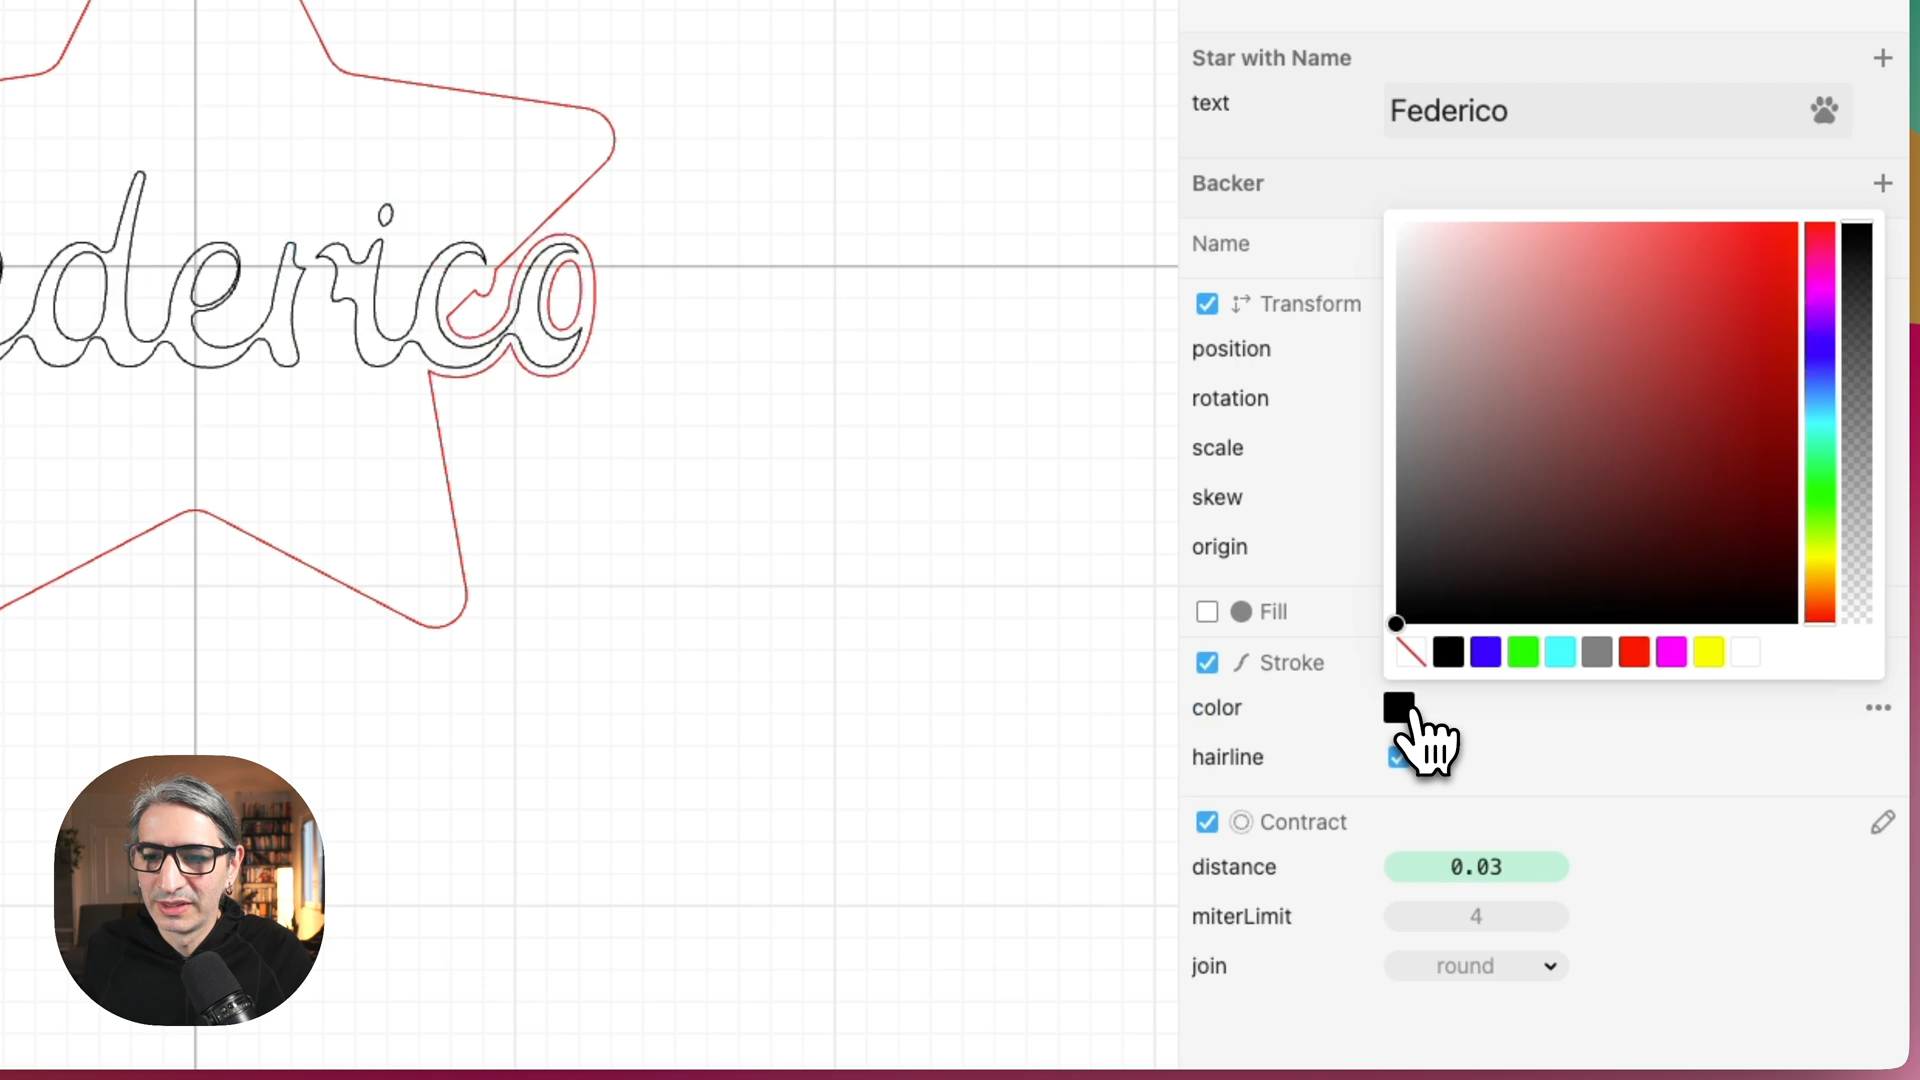 Star with Name
text
Federico
Backer
Name
Transform
position
rotation
scale
skew
origin
Fill
Stroke
color
hairline
Contract
distance
0.03
miterLimit
4
join
round
ederico